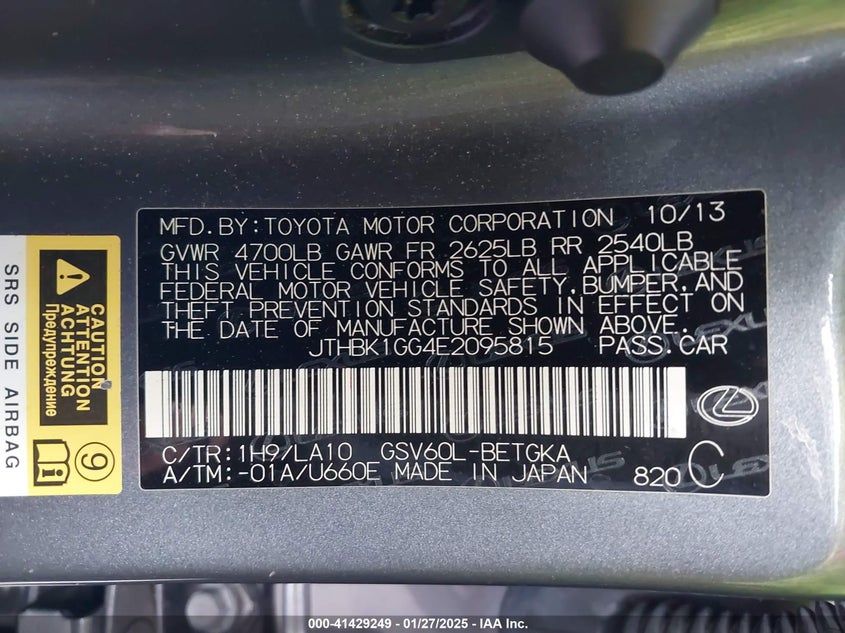 MFD.BY:TOYOTA MOTOR CORPORATION 10/13
GVWR 4700LB GAWR FR 2625LB RR 2540LB
THIS VEHICLE CONFORMS TO ALL APPLICABLE
FEDERAL MOTOR VEHICLE SAFETY,BUMPER,AND
THEFT PREVENTION STANDARDS IN EFFECT ON
THE DATE OF MANUFACTURE SHOWN ABOVE.
JTHBK1GG4E2095815 PASS.CAR
C/TR:1H9/LA10 GSV60L-BETGKA
A/TM:-01A/U660E MADE IN JAPAN 820 C
SRS SIDE AIRBAG
CAUTION
ATTENTION
ACHTUNG
Предупреждение
9
000-41429249 - 01/27/2025 - IAA Inc.